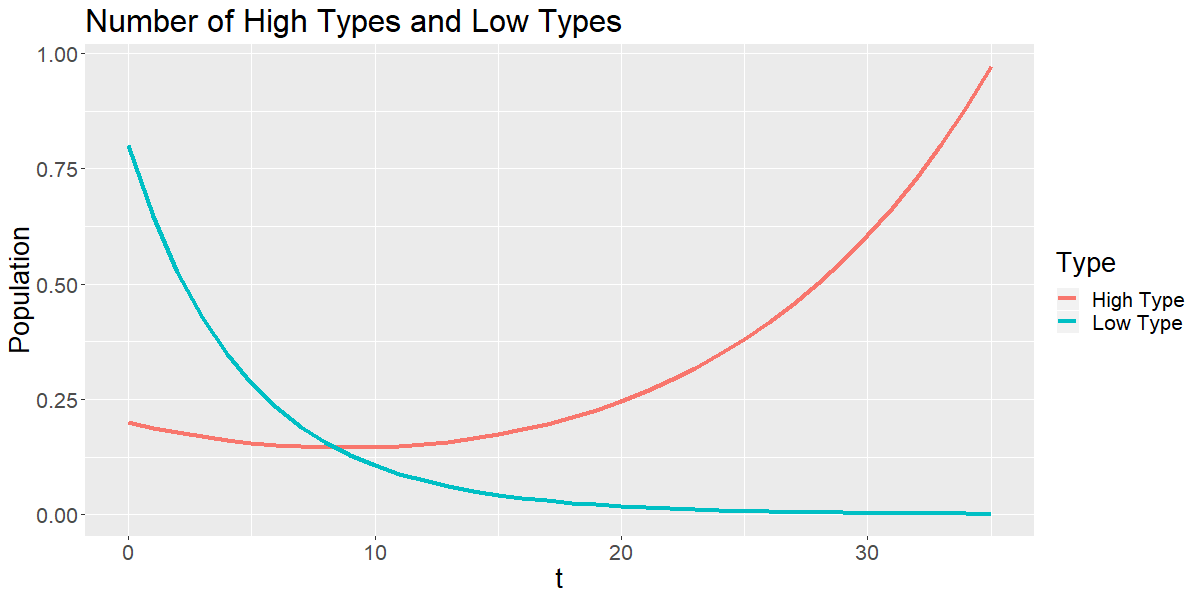 Number of High Types and Low Types
1.00
0.75
0.50
0.25
0.00
Population
0 10 20 30
t
Type
High Type
Low Type